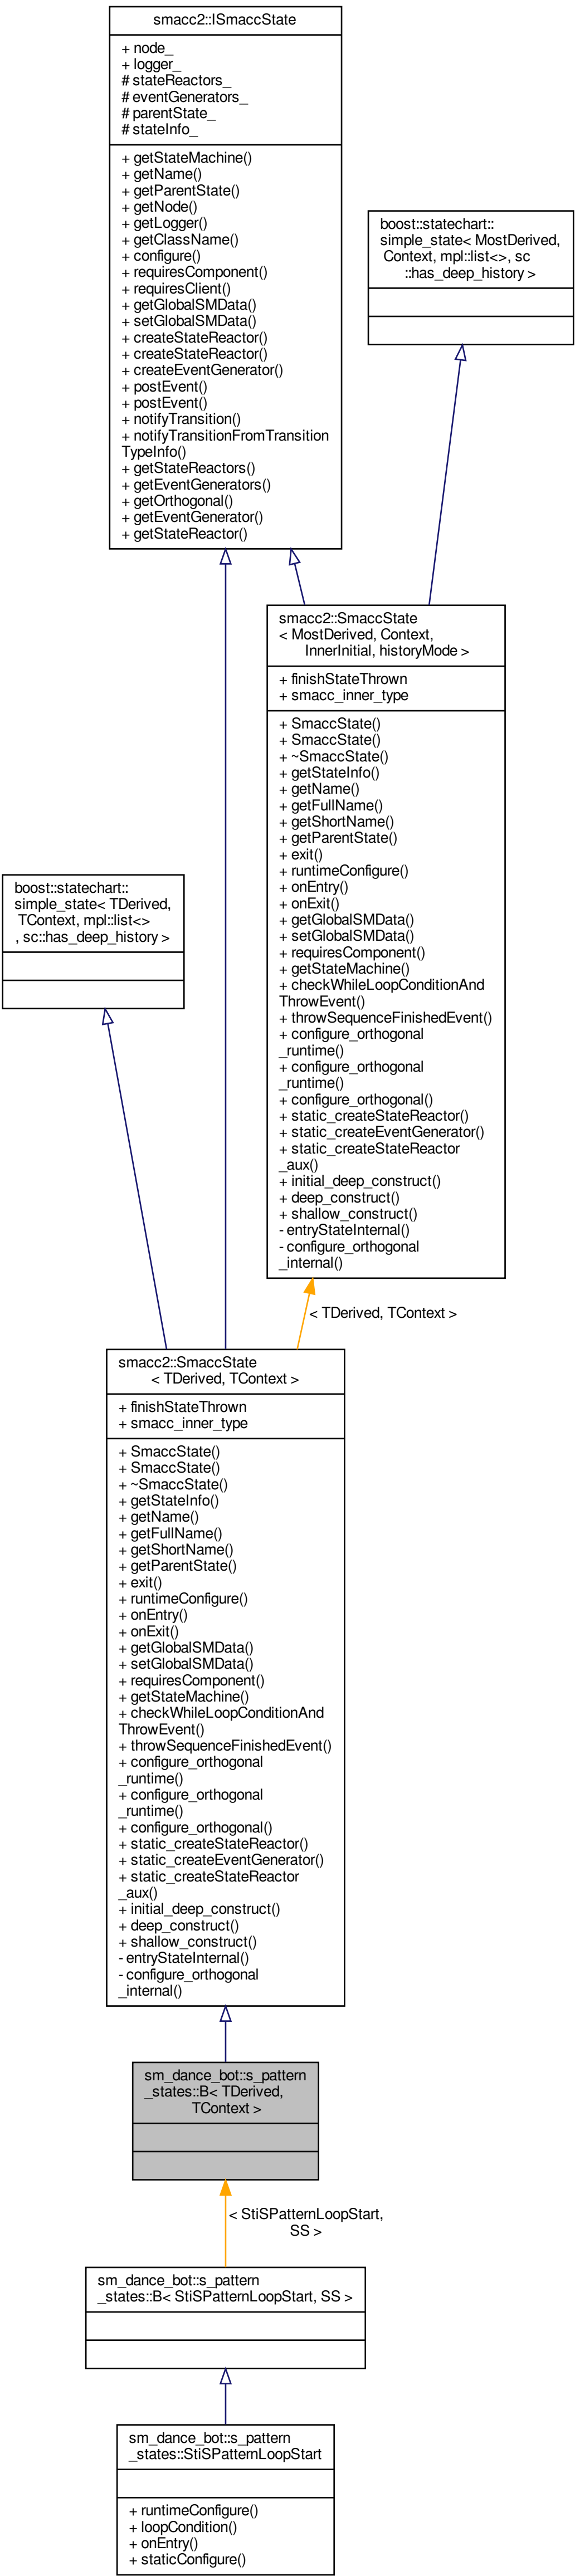 smacc2::ISmaccState
+ node_
+ logger_
# stateReactors_
# eventGenerators_
# parentState_
# stateInfo_
+ getStateMachine()
+ getName()
+ getParentState()
+ getNode()
+ getLogger()
+ getClassName()
+ configure()
+ requiresComponent()
+ requiresClient()
+ getGlobalSMData()
+ setGlobalSMData()
+ createStateReactor()
+ createStateReactor()
+ createEventGenerator()
+ postEvent()
+ postEvent()
+ notifyTransition()
+ notifyTransitionFromTransition
TypeInfo()
+ getStateReactors()
+ getEventGenerators()
+ getOrthogonal()
+ getEventGenerator()
+ getStateReactor()
boost::statechart::
simple_state< MostDerived,
Context, mpl::list<>, sc
::has_deep_history >
smacc2::SmaccState
< MostDerived, Context,
InnerInitial, historyMode >
+ finishStateThrown
+ smacc_inner_type
+ SmaccState()
+ SmaccState()
+ ~SmaccState()
+ getStateInfo()
+ getName()
+ getFullName()
+ getShortName()
+ getParentState()
+ exit()
+ runtimeConfigure()
+ onEntry()
+ onExit()
+ getGlobalSMData()
+ setGlobalSMData()
+ requiresComponent()
+ getStateMachine()
+ checkWhileLoopConditionAnd
ThrowEvent()
+ throwSequenceFinishedEvent()
+ configure_orthogonal
_runtime()
+ configure_orthogonal
_runtime()
+ configure_orthogonal()
+ static_createStateReactor()
+ static_createEventGenerator()
+ static_createStateReactor
_aux()
+ initial_deep_construct()
+ deep_construct()
+ shallow_construct()
- entryStateInternal()
- configure_orthogonal
_internal()
boost::statechart::
simple_state< TDerived,
TContext, mpl::list<>
, sc::has_deep_history >
< TDerived, TContext >
smacc2::SmaccState
< TDerived, TContext >
+ finishStateThrown
+ smacc_inner_type
+ SmaccState()
+ SmaccState()
+ ~SmaccState()
+ getStateInfo()
+ getName()
+ getFullName()
+ getShortName()
+ getParentState()
+ exit()
+ runtimeConfigure()
+ onEntry()
+ onExit()
+ getGlobalSMData()
+ setGlobalSMData()
+ requiresComponent()
+ getStateMachine()
+ checkWhileLoopConditionAnd
ThrowEvent()
+ throwSequenceFinishedEvent()
+ configure_orthogonal
_runtime()
+ configure_orthogonal
_runtime()
+ configure_orthogonal()
+ static_createStateReactor()
+ static_createEventGenerator()
+ static_createStateReactor
_aux()
+ initial_deep_construct()
+ deep_construct()
+ shallow_construct()
- entryStateInternal()
- configure_orthogonal
_internal()
sm_dance_bot::s_pattern
_states::B< TDerived,
TContext >
< StiSPatternLoopStart,
SS >
sm_dance_bot::s_pattern
_states::B< StiSPatternLoopStart, SS >
sm_dance_bot::s_pattern
_states::StiSPatternLoopStart
+ runtimeConfigure()
+ loopCondition()
+ onEntry()
+ staticConfigure()